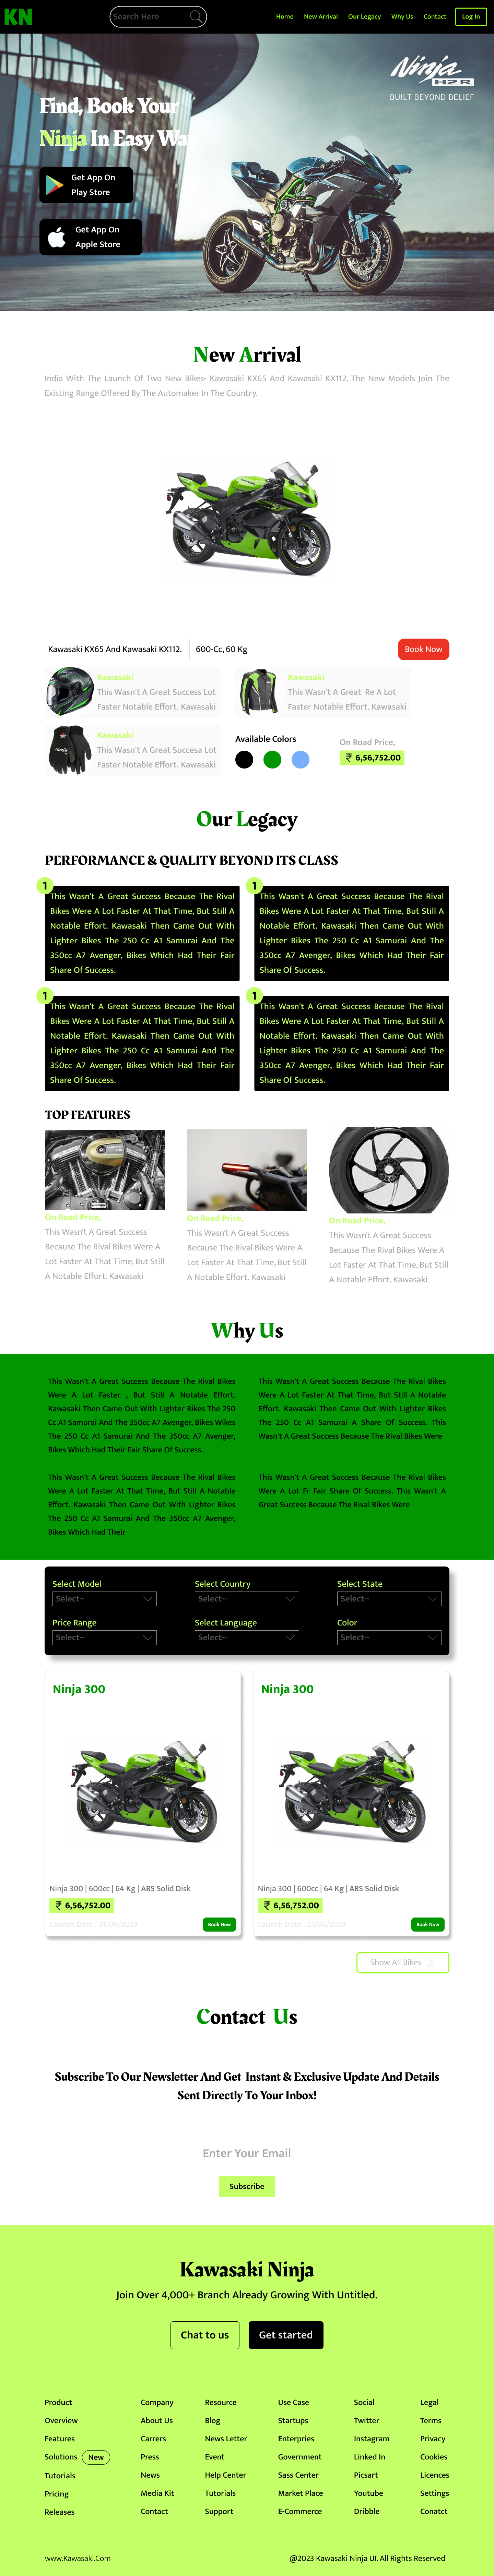 KN
Search Here
Home New Arrival Our Legacy Why Us Contact Log In
Ninja
H2R
BUILT BEYOND BELIEF
Find, Book Your
Ninja In Easy Wa
Get App On
Play Store
Get App On
Apple Store
New Arrival
India With The Launch Of Two New Bikes- Kawasaki KX65 And Kawasaki KX112. The New Models Join The
Existing Range Offered By The Automaker In The Country.
Kawasaki KX65 And Kawasaki KX112. 600-Cc, 60 Kg Book Now
Kawasaki
This Wasn't A Great Success Lot
Faster Notable Effort. Kawasaki
Kawasaki
This Wasn't A Great Re A Lot
Faster Notable Effort. Kawasaki
Kawasaki
This Wasn't A Great Succesa Lot
Faster Notable Effort. Kawasaki
Available Colors
On Road Price,
₹ 6,56,752.00
Our Legacy
PERFORMANCE & QUALITY BEYOND ITS CLASS
1
This Wasn't A Great Success Because The Rival
Bikes Were A Lot Faster At That Time, But Still A
Notable Effort. Kawasaki Then Came Out With
Lighter Bikes The 250 Cc A1 Samurai And The
350cc A7 Avenger, Bikes Which Had Their Fair
Share Of Success.
1
This Wasn't A Great Success Because The Rival
Bikes Were A Lot Faster At That Time, But Still A
Notable Effort. Kawasaki Then Came Out With
Lighter Bikes The 250 Cc A1 Samurai And The
350cc A7 Avenger, Bikes Which Had Their Fair
Share Of Success.
1
This Wasn't A Great Success Because The Rival
Bikes Were A Lot Faster At That Time, But Still A
Notable Effort. Kawasaki Then Came Out With
Lighter Bikes The 250 Cc A1 Samurai And The
350cc A7 Avenger, Bikes Which Had Their Fair
Share Of Success.
1
This Wasn't A Great Success Because The Rival
Bikes Were A Lot Faster At That Time, But Still A
Notable Effort. Kawasaki Then Came Out With
Lighter Bikes The 250 Cc A1 Samurai And The
350cc A7 Avenger, Bikes Which Had Their Fair
Share Of Success.
TOP FEATURES
On Road Price,
This Wasn't A Great Success
Because The Rival Bikes Were A
Lot Faster At That Time, But Still
A Notable Effort. Kawasaki
On Road Price,
This Wasn't A Great Success
Because The Rival Bikes Were A
Lot Faster At That Time, But Still
A Notable Effort. Kawasaki
On Road Price,
This Wasn't A Great Success
Because The Rival Bikes Were A
Lot Faster At That Time, But Still
A Notable Effort. Kawasaki
Why Us
This Wasn't A Great Success Because The Rival Bikes
Were A Lot Faster , But Still A Notable Effort.
Kawasaki Then Came Out With Lighter Bikes The 250
Cc A1 Samurai And The 350cc A7 Avenger, Bikes Wikes
The 250 Cc A1 Samurai And The 350cc A7 Avenger,
Bikes Which Had Their Fair Share Of Success.
This Wasn't A Great Success Because The Rival Bikes
Were A Lot Faster At That Time, But Still A Notable
Effort. Kawasaki Then Came Out With Lighter Bikes
The 250 Cc A1 Samurai A Share Of Success. This
Wasn't A Great Success Because The Rival Bikes Were
This Wasn't A Great Success Because The Rival Bikes
Were A Lot Faster At That Time, But Still A Notable
Effort. Kawasaki Then Came Out With Lighter Bikes
The 250 Cc A1 Samurai And The 350cc A7 Avenger,
Bikes Which Had Their
This Wasn't A Great Success Because The Rival Bikes
Were A Lot Fr Fair Share Of Success. This Wasn't A
Great Success Because The Rival Bikes Were
Select Model Select Country Select State
Select-- Select-- Select--
Price Range Select Language Color
Select-- Select-- Select--
Ninja 300
Ninja 300 | 600cc | 64 Kg | ABS Solid Disk
₹ 6,56,752.00
Launch Date : 21/06/2023
Book Now
Ninja 300
Ninja 300 | 600cc | 64 Kg | ABS Solid Disk
₹ 6,56,752.00
Launch Date : 21/06/2023
Book Now
Show All Bikes
Contact Us
Subscribe To Our Newsletter And Get Instant & Exclusive Update And Details
Sent Directly To Your Inbox!
Enter Your Email
Subscribe
Kawasaki Ninja
Join Over 4,000+ Branch Already Growing With Untitled.
Chat to us Get started
Product Company Resource Use Case Social Legal
Overview About Us Blog Startups Twitter Terms
Features Carrers News Letter Enterpries Instagram Privacy
Solutions New Press Event Government Linked In Cookies
Tutorials News Help Center Sass Center Picsart Licences
Pricing Media Kit Tutorials Market Place Youtube Settings
Releases Contact Support E-Commerce Dribble Conatct
www.Kawasaki.Com @2023 Kawasaki Ninja UI. All Rights Reserved